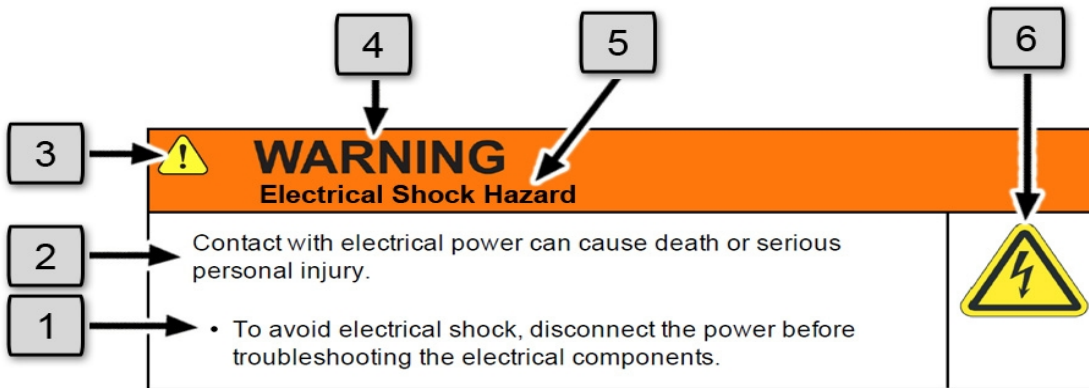 4 5 6
3
!
WARNING
Electrical Shock Hazard
2
Contact with electrical power can cause death or serious
personal injury.
1
• To avoid electrical shock, disconnect the power before
troubleshooting the electrical components.